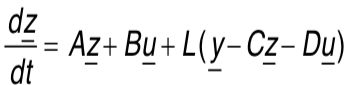 dz/dt = Az + Bu + L(y − Cz − Du)